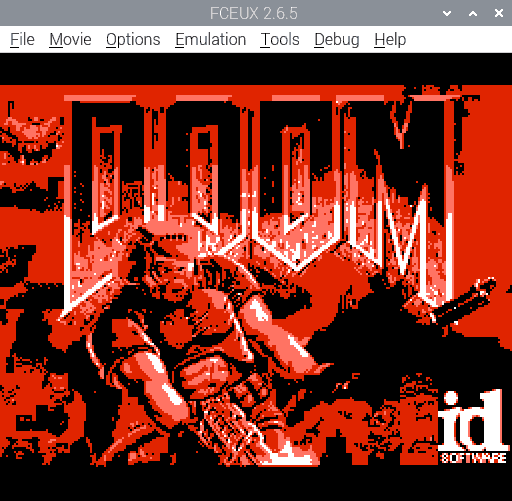 FCEUX 2.6.5
File Movie Options Emulation Tools Debug Help
DOOM
id
SOFTWARE